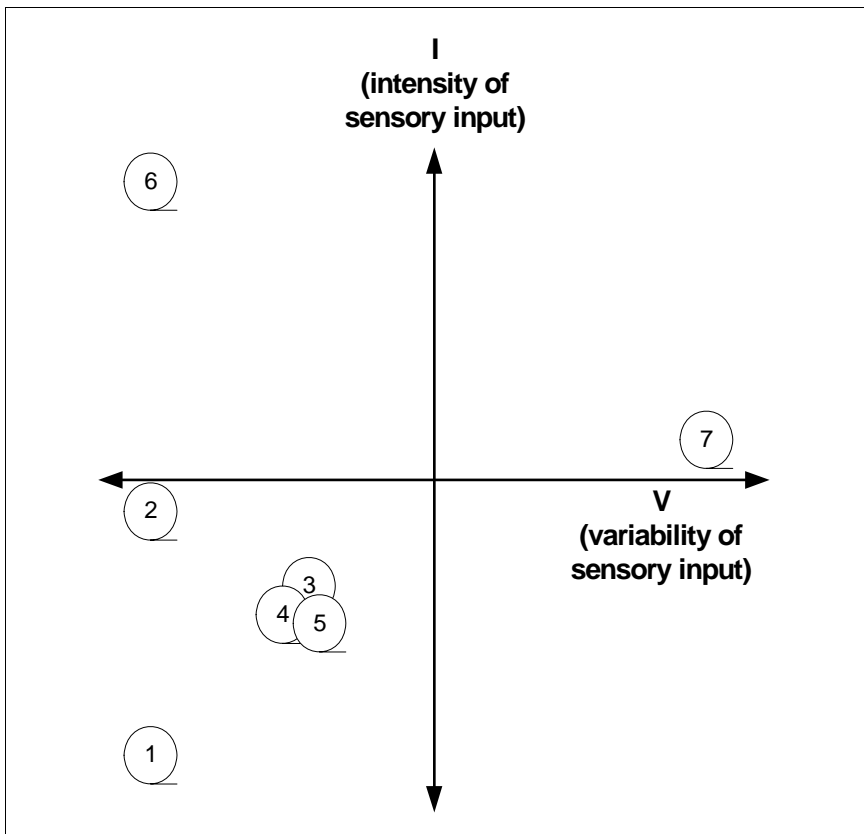 I
(intensity of
sensory input)
6
7
2
V
(variability of
sensory input)
3
4
5
1